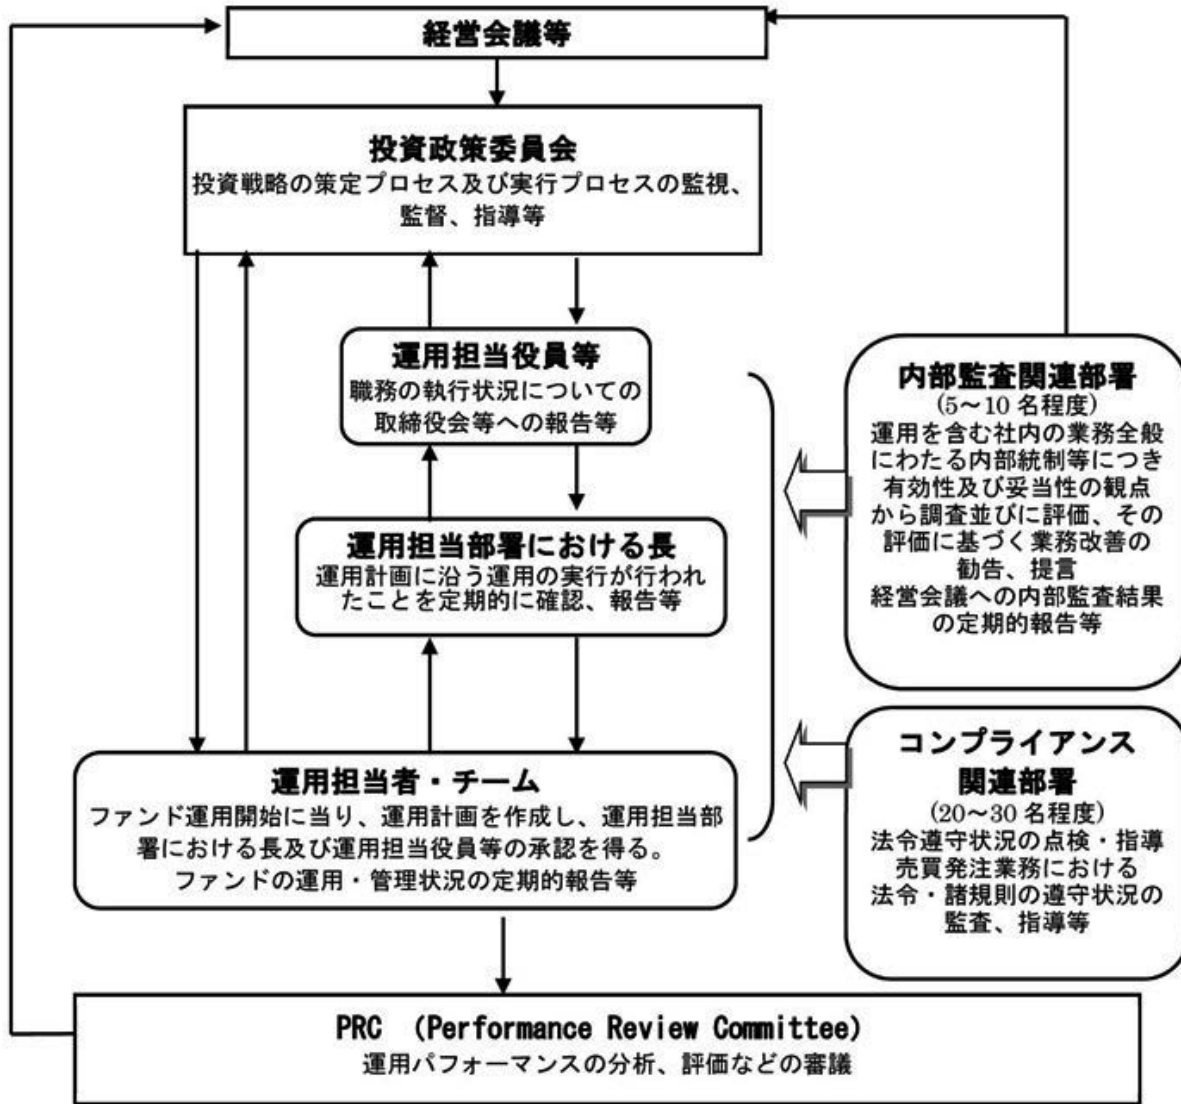 経営会議等
投資政策委員会
投資戦略の策定プロセス及び実行プロセスの監視、
監督、指導等
運用担当役員等
職務の執行状況についての
取締役会等への報告等
運用担当部署における長
運用計画に沿う運用の実行が行われ
たことを定期的に確認、報告等
運用担当者・チーム
ファンド運用開始に当り、運用計画を作成し、運用担当部
署における長及び運用担当役員等の承認を得る。
ファンドの運用・管理状況の定期的報告等
内部監査関連部署
(5～10 名程度)
運用を含む社内の業務全般
にわたる内部統制等につき
有効性及び妥当性の観点
から調査並びに評価、その
評価に基づく業務改善の
勧告、提言
経営会議への内部監査結果
の定期的報告等
コンプライアンス
関連部署
(20～30 名程度)
法令遵守状況の点検・指導
売買発注業務における
法令・諸規則の遵守状況の
監査、指導等
PRC （Performance Review Committee）
運用パフォーマンスの分析、評価などの審議